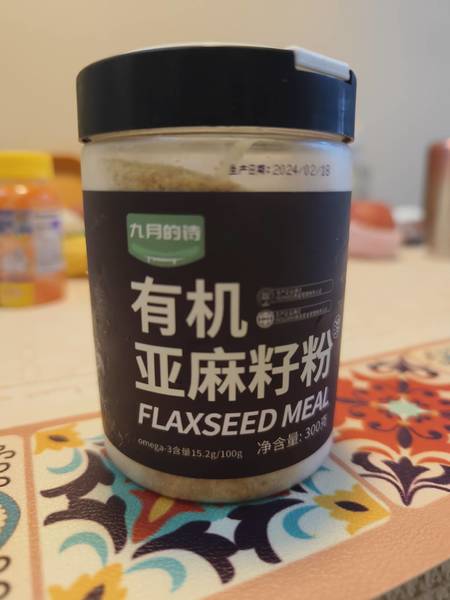 生产日期:2024/02/18
九月的诗
有机
亚麻籽粉
FLAXSEED MEAL
omega-3含量15.2g/100g
净含量:300克